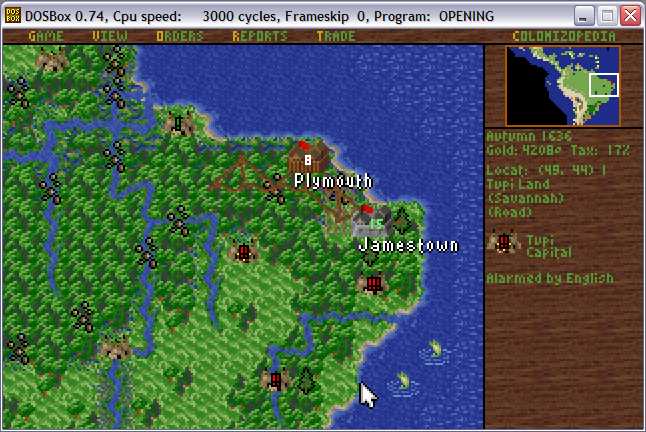 DOSBox 0.74, Cpu speed: 3000 cycles, Frameskip 0, Program: OPENING
GAME VIEW ORDERS REPORTS TRADE COLONIZOPEDIA
Autumn 1636
Gold: 4208 Tax: 17%
Locat: (49, 44) 1
Tupi Land
(Savannah)
(Road)
Tupi
Capital
Alarmed by English
8
Plymouth
15
Jamestown